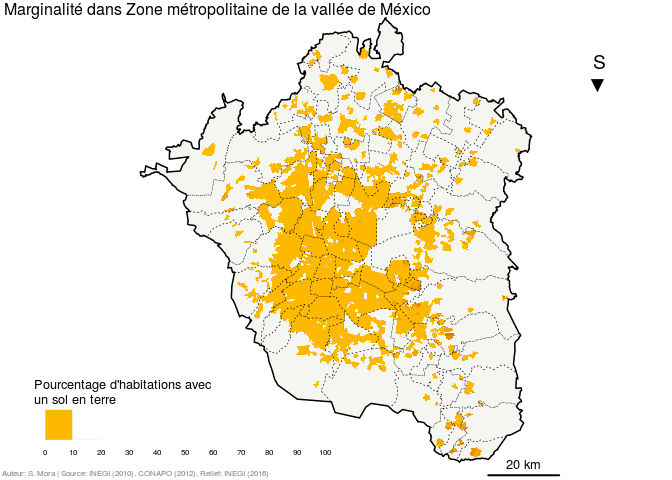 Marginalité dans Zone métropolitaine de la vallée de México
S
Pourcentage d'habitations avec
un sol en terre
0 10 20 30 40 50 60 70 80 90 100
20 km
Auteur: S. Mora | Source: INEGI (2010). CONAPO (2012). Relief: INEGI (2016)